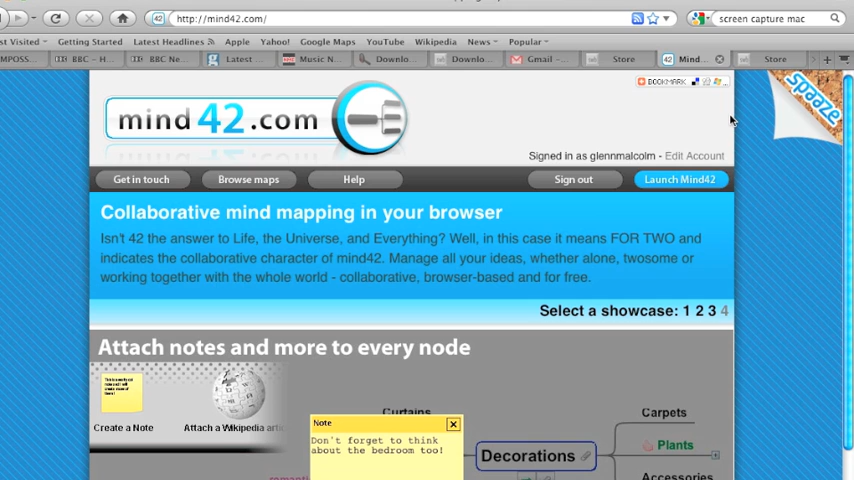 42
http://mind42.com/
screen capture mac
st Visited
Getting Started
Latest Headlines
Apple
Yahoo!
Google Maps
YouTube
Wikipedia
News
Popular
MPOSS...
BBC – H...
BBC Ne...
Latest ...
Music N...
Downlo...
Downlo...
Gmail – ...
Store
42
Mind...
Store
BOOKMARK
spaaze
mind42.com
Signed in as glennmalcolm - Edit Account
Get in touch
Browse maps
Help
Sign out
Launch Mind42
Collaborative mind mapping in your browser
Isn't 42 the answer to Life, the Universe, and Everything? Well, in this case it means FOR TWO and
indicates the collaborative character of mind42. Manage all your ideas, whether alone, twosome or
working together with the whole world - collaborative, browser-based and for free.
Select a showcase: 1 2 3 4
Attach notes and more to every node
Create a Note
Attach a Wikipedia artic
Curtains
Note
Don't forget to think
about the bedroom too!
Decorations
Carpets
Plants
Accessories